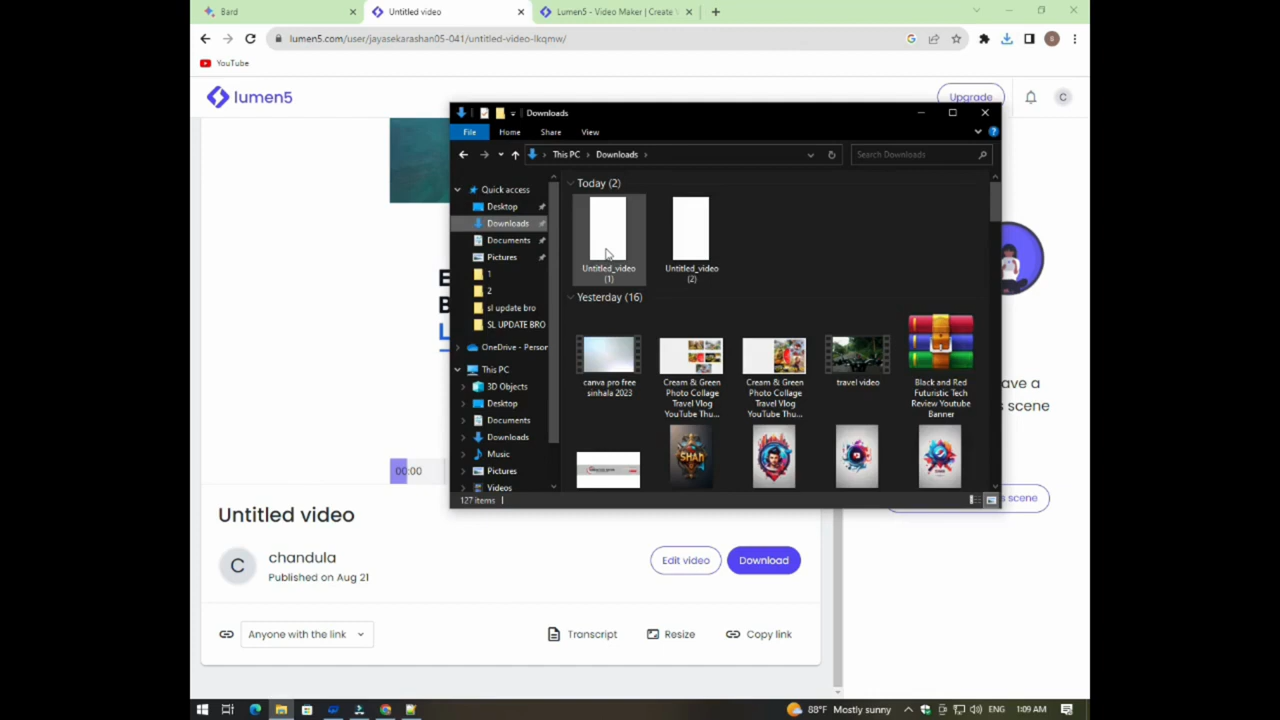 Bard
Untitled video
Lumen5 - Video Maker | Create V
lumen5.com/user/jayasekarashan05-041/untitled-video-lkqmw/
YouTube
lumen5
Upgrade
C
Downloads
File
Home
Share
View
This PC
Downloads
Search Downloads
Quick access
Desktop
Downloads
Documents
Pictures
1
2
sl update bro
SL UPDATE BRO
OneDrive - Person
This PC
3D Objects
Desktop
Documents
Downloads
Music
Pictures
Videos
Today (2)
Untitled_video
(1)
Untitled_video
(2)
Yesterday (16)
canva pro free
sinhala 2023
Cream & Green
Photo Collage
Travel Vlog
YouTube Thu...
Cream & Green
Photo Collage
Travel Vlog
YouTube Thu...
travel video
Black and Red
Futuristic Tech
Review Youtube
Banner
SHAN
127 items
E
B
L
ave a
s scene
s scene
00:00
Untitled video
C
chandula
Published on Aug 21
Edit video
Download
Anyone with the link
Transcript
Resize
Copy link
88°F Mostly sunny
ENG
1:09 AM